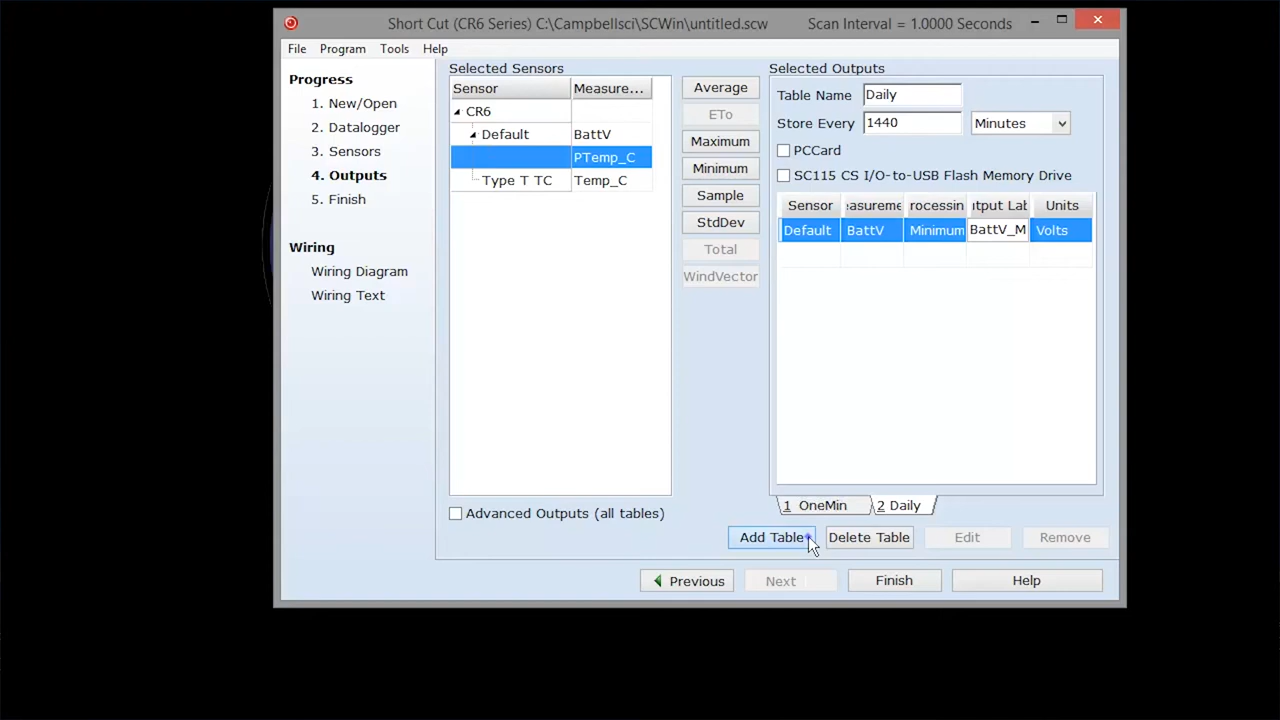 Short Cut (CR6 Series) C:\Campbellsci\SCWin\untitled.scw Scan Interval = 1.0000 Seconds
File Program Tools Help
Progress
1. New/Open
2. Datalogger
3. Sensors
4. Outputs
5. Finish
Wiring
Wiring Diagram
Wiring Text
Selected Sensors
Sensor Measure...
CR6
Default BattV
PTemp_C
Type T TC Temp_C
Advanced Outputs (all tables)
Average
ETo
Maximum
Minimum
Sample
StdDev
Total
WindVector
Selected Outputs
Table Name Daily
Store Every 1440 Minutes
PCCard
SC115 CS I/O-to-USB Flash Memory Drive
Sensor asureme rocessin tput Lab Units
Default BattV Minimum BattV_M Volts
1 OneMin 2 Daily
Add Table Delete Table Edit Remove
Previous Next Finish Help